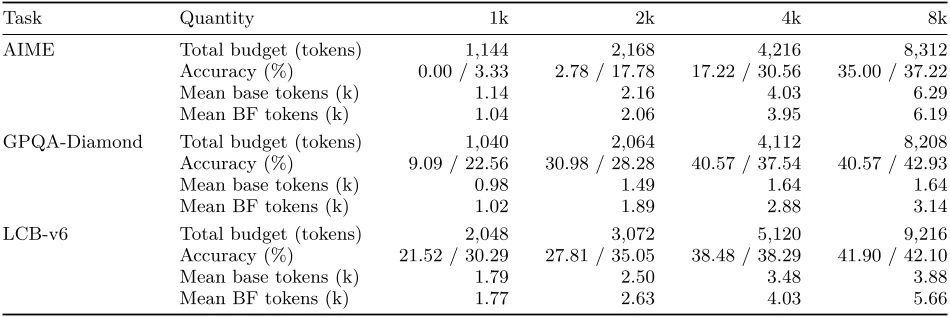 Task Quantity 1k 2k 4k 8k
AIME Total budget (tokens) 1,144 2,168 4,216 8,312
Accuracy (%) 0.00 / 3.33 2.78 / 17.78 17.22 / 30.56 35.00 / 37.22
Mean base tokens (k) 1.14 2.16 4.03 6.29
Mean BF tokens (k) 1.04 2.06 3.95 6.19
GPQA-Diamond Total budget (tokens) 1,040 2,064 4,112 8,208
Accuracy (%) 9.09 / 22.56 30.98 / 28.28 40.57 / 37.54 40.57 / 42.93
Mean base tokens (k) 0.98 1.49 1.64 1.64
Mean BF tokens (k) 1.02 1.89 2.88 3.14
LCB-v6 Total budget (tokens) 2,048 3,072 5,120 9,216
Accuracy (%) 21.52 / 30.29 27.81 / 35.05 38.48 / 38.29 41.90 / 42.10
Mean base tokens (k) 1.79 2.50 3.48 3.88
Mean BF tokens (k) 1.77 2.63 4.03 5.66